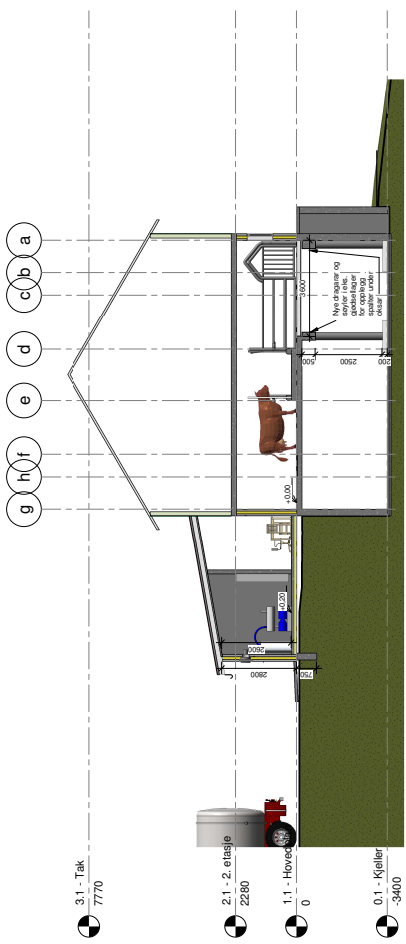 a
b
c
d
e
f
h
g
3.1 - Tak
7770
2.1 - 2. etasje
2280
1.1 - Hoved
0
0.1 - Kjeller
-3400
Nye dragarar og
søyler i eks.
gjødsellager
for opplegg
spalter under
oksar
3600
500
2500
200
+0,00
+0,20
2600
2800
750